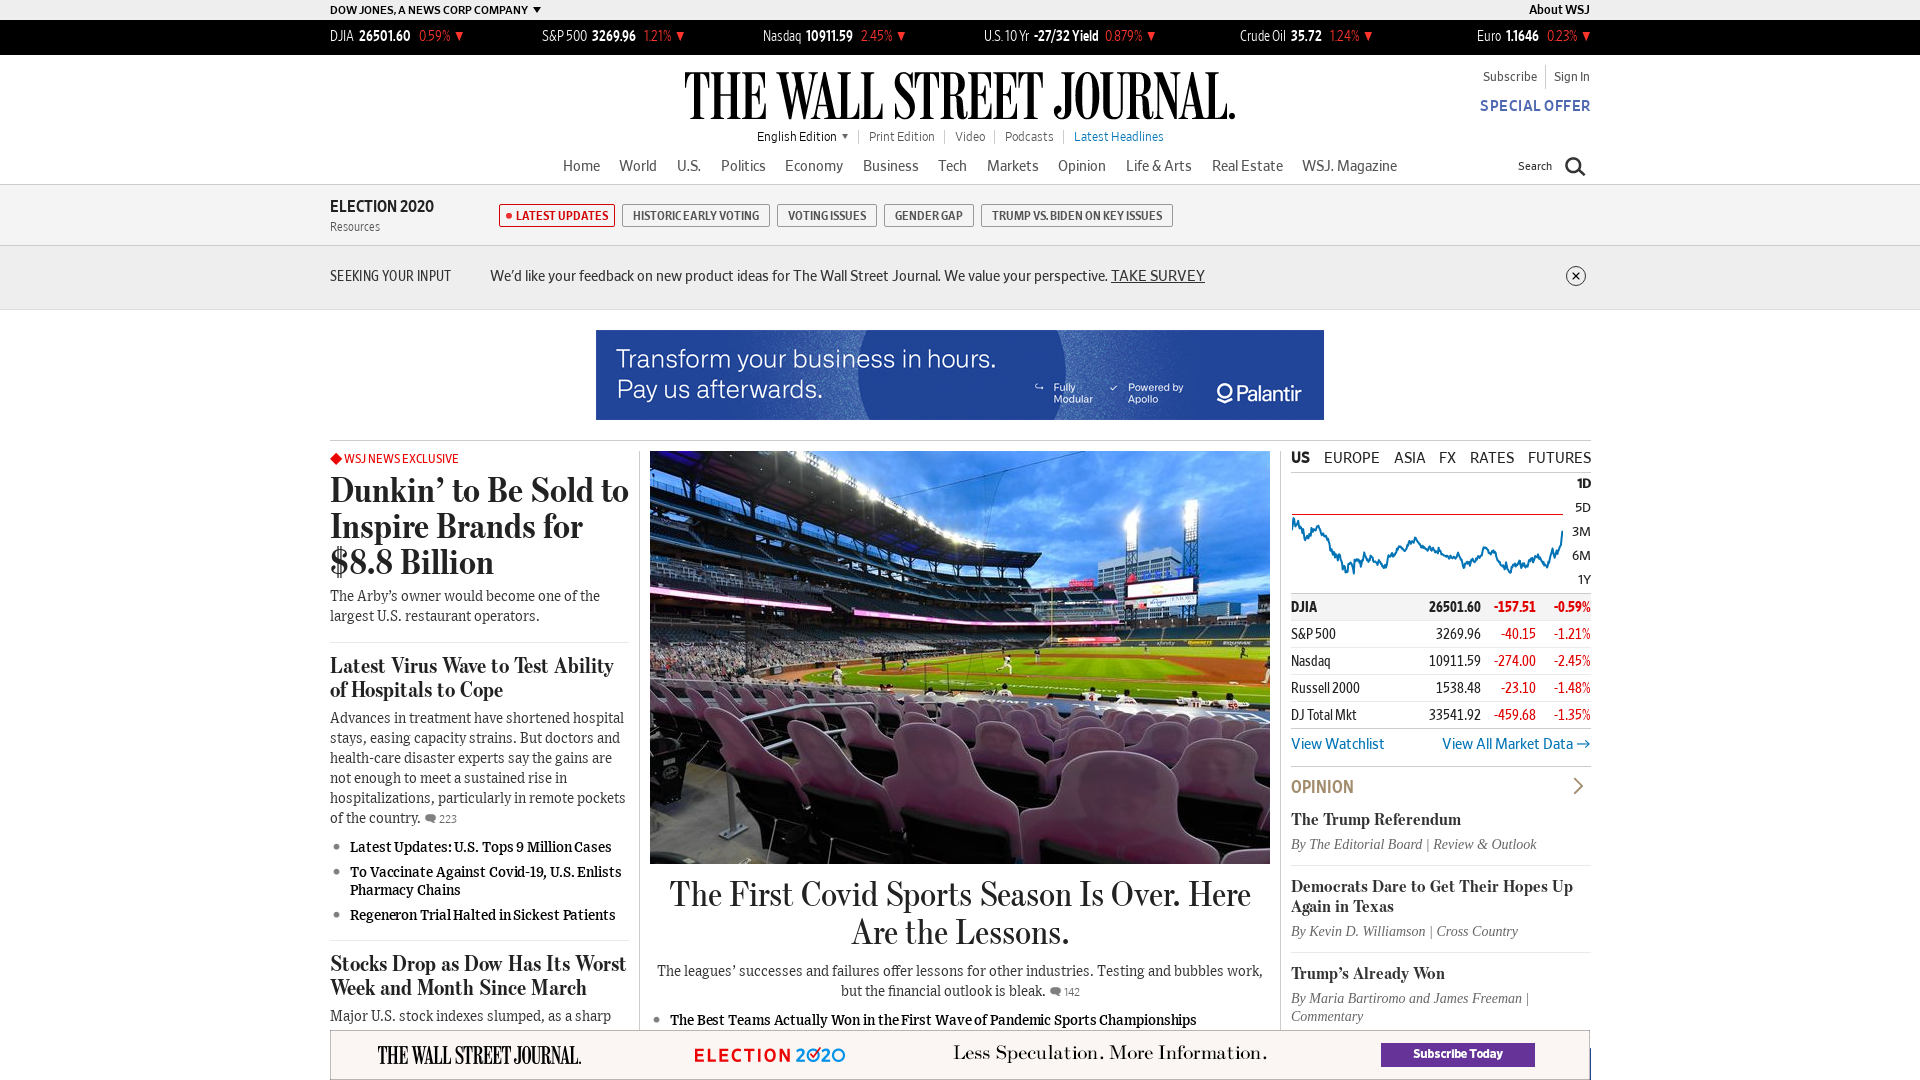 DOW JONES, A NEWS CORP COMPANY
About WSJ
DJIA 26501.60 0.59%
S&P 500 3269.96 1.21%
Nasdaq 10911.59 2.45%
U.S. 10 Yr -27/32 Yield 0.879%
Crude Oil 35.72 1.24%
Euro 1.1646 0.23%
THE WALL STREET JOURNAL.
Subscribe
Sign In
SPECIAL OFFER
English Edition
Print Edition
Video
Podcasts
Latest Headlines
Home
World
U.S.
Politics
Economy
Business
Tech
Markets
Opinion
Life & Arts
Real Estate
WSJ. Magazine
Search
ELECTION 2020
Resources
LATEST UPDATES
HISTORIC EARLY VOTING
VOTING ISSUES
GENDER GAP
TRUMP VS. BIDEN ON KEY ISSUES
SEEKING YOUR INPUT
We’d like your feedback on new product ideas for The Wall Street Journal. We value your perspective. TAKE SURVEY
Transform your business in hours.
Pay us afterwards.
Fully
Modular
Powered by
Apollo
Palantir
WSJ NEWS EXCLUSIVE
Dunkin’ to Be Sold to
Inspire Brands for
$8.8 Billion
The Arby’s owner would become one of the
largest U.S. restaurant operators.
Latest Virus Wave to Test Ability
of Hospitals to Cope
Advances in treatment have shortened hospital
stays, easing capacity strains. But doctors and
health-care disaster experts say the gains are
not enough to meet a sustained rise in
hospitalizations, particularly in remote pockets
of the country. 223
Latest Updates: U.S. Tops 9 Million Cases
To Vaccinate Against Covid-19, U.S. Enlists
Pharmacy Chains
Regeneron Trial Halted in Sickest Patients
Stocks Drop as Dow Has Its Worst
Week and Month Since March
Major U.S. stock indexes slumped, as a sharp
The First Covid Sports Season Is Over. Here
Are the Lessons.
The leagues’ successes and failures offer lessons for other industries. Testing and bubbles work,
but the financial outlook is bleak. 142
The Best Teams Actually Won in the First Wave of Pandemic Sports Championships
US
EUROPE
ASIA
FX
RATES
FUTURES
1D
5D
3M
6M
1Y
DJIA 26501.60 -157.51 -0.59%
S&P 500 3269.96 -40.15 -1.21%
Nasdaq 10911.59 -274.00 -2.45%
Russell 2000 1538.48 -23.10 -1.48%
DJ Total Mkt 33541.92 -459.68 -1.35%
View Watchlist
View All Market Data
OPINION
The Trump Referendum
By The Editorial Board | Review & Outlook
Democrats Dare to Get Their Hopes Up
Again in Texas
By Kevin D. Williamson | Cross Country
Trump’s Already Won
By Maria Bartiromo and James Freeman |
Commentary
THE WALL STREET JOURNAL.
ELECTION 2020
Less Speculation. More Information.
Subscribe Today